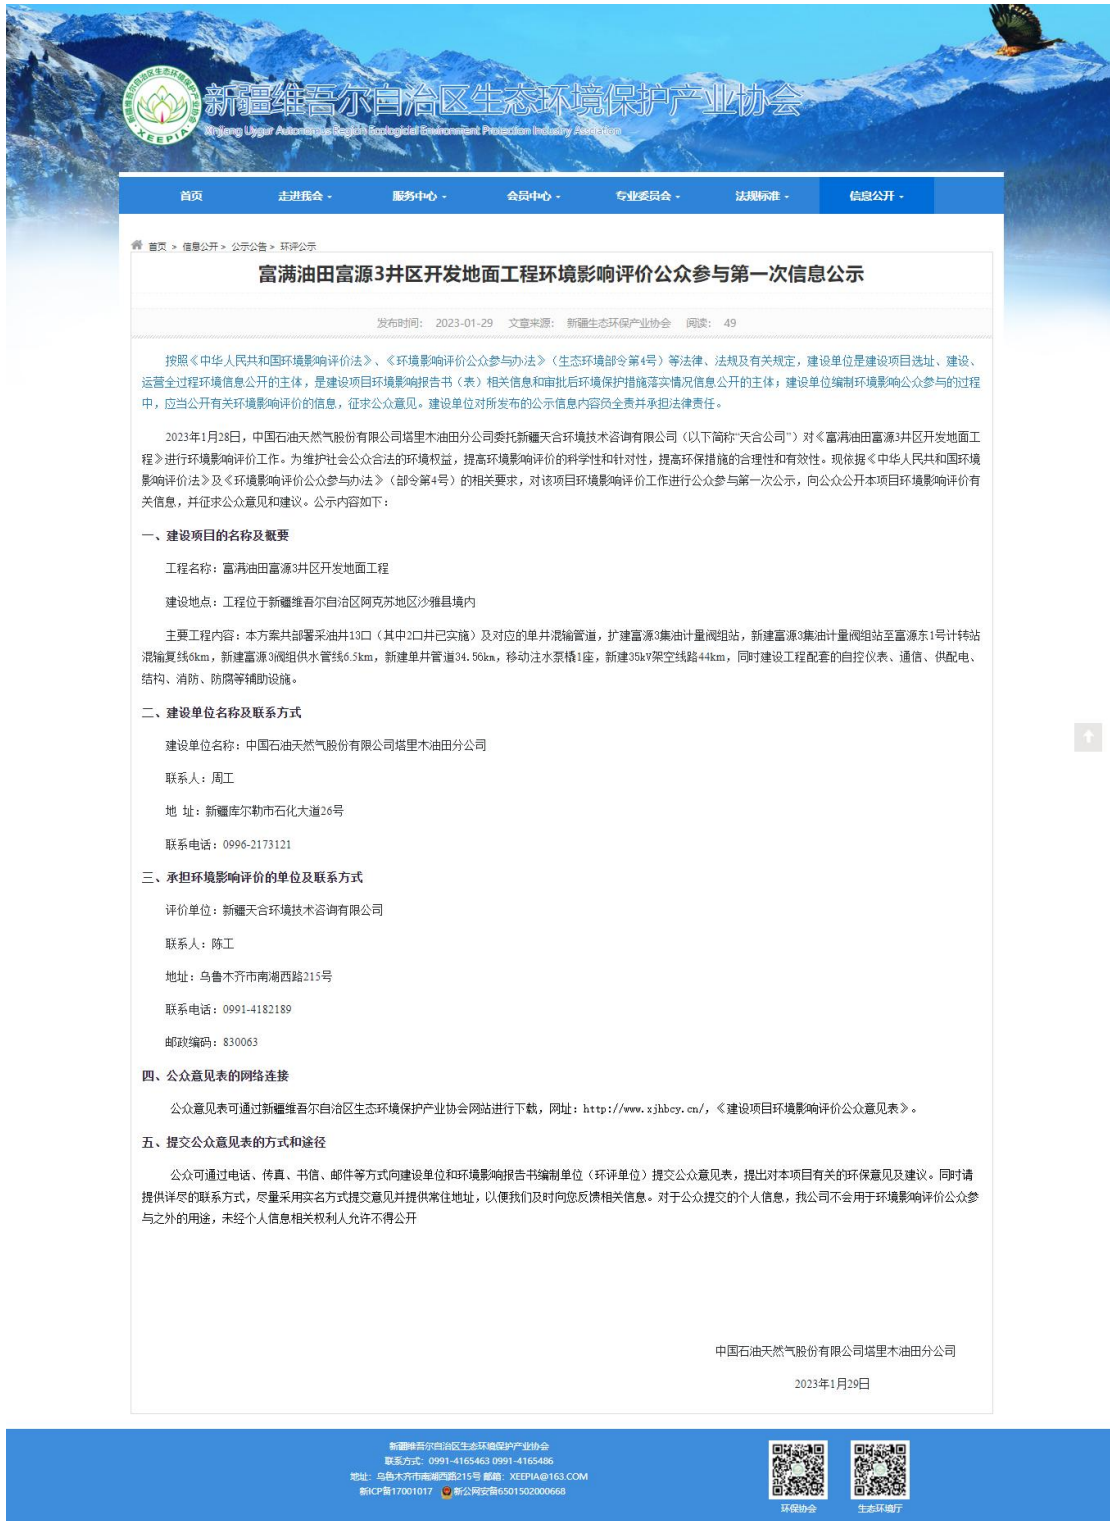 新疆维吾尔自治区生态环境保护产业协会
Xinjiang Uygur Autonomous Region Ecological Environment Protection Industry
XEEPIA
首页 走进我会 服务中心 会员中心 专业委员会 法规标准 信息公开
首页 > 信息公开 > 公示公告 > 环评公示
富满油田富源3井区开发地面工程环境影响评价公众参与第一次信息公示
发布时间： 2023-01-29 文章来源： 新疆生态环保产业协会 阅读： 49
按照《中华人民共和国环境影响评价法》、《环境影响评价公众参与办法》（生态环境部令第4号）等法律、法规及有关规定，建设单位是建设项目选址、建设、
运营全过程环境信息公开的主体，是建设项目环境影响报告书（表）相关信息和审批后环境保护措施落实情况信息公开的主体；建设单位编制环境影响公众参与的过程
中，应当公开有关环境影响评价的信息，征求公众意见。建设单位对所发布的公示信息内容负全责并承担法律责任。
2023年1月28日，中国石油天然气股份有限公司塔里木油田分公司委托新疆天合环境技术咨询有限公司（以下简称“天合公司”）对《富满油田富源3井区开发地面工
程》进行环境影响评价工作。为维护社会公众合法的环境权益，提高环境影响评价的科学性和针对性，提高环保措施的合理性和有效性。现依据《中华人民共和国环境
影响评价法》及《环境影响评价公众参与办法》（部令第4号）的相关要求，对该项目环境影响评价工作进行公众参与第一次公示，向公众公开本项目环境影响评价有
关信息，并征求公众意见和建议。公示内容如下：
一、建设项目的名称及概要
工程名称：富满油田富源3井区开发地面工程
建设地点：工程位于新疆维吾尔自治区阿克苏地区沙雅县境内
主要工程内容：本方案共部署采油井13口（其中2口井已实施）及对应的单井混输管道，扩建富源3集油计量阀组站，新建富源3集油计量阀组站至富源东1号计转站
混输复线6km，新建富源3阀组供水管线6.5km，新建单井管道34.56km，移动注水泵橇1座，新建35kV架空线路44km，同时建设工程配套的自控仪表、通信、供配电、
结构、消防、防腐等辅助设施。
二、建设单位名称及联系方式
建设单位名称：中国石油天然气股份有限公司塔里木油田分公司
联系人：周工
地 址：新疆库尔勒市石化大道26号
联系电话：0996-2173121
三、承担环境影响评价的单位及联系方式
评价单位：新疆天合环境技术咨询有限公司
联系人：陈工
地址：乌鲁木齐市南湖西路215号
联系电话：0991-4182189
邮政编码：830063
四、公众意见表的网络连接
公众意见表可通过新疆维吾尔自治区生态环境保护产业协会网站进行下载，网址：http://www.xjhbcy.cn/，《建设项目环境影响评价公众意见表》。
五、提交公众意见表的方式和途径
公众可通过电话、传真、书信、邮件等方式向建设单位和环境影响报告书编制单位（环评单位）提交公众意见表，提出对本项目有关的环保意见及建议。同时请
提供详尽的联系方式，尽量采用实名方式提交意见并提供常住地址，以便我们及时向您反馈相关信息。对于公众提交的个人信息，我公司不会用于环境影响评价公众参
与之外的用途，未经个人信息相关权利人允许不得公开
中国石油天然气股份有限公司塔里木油田分公司
2023年1月29日
新疆维吾尔自治区生态环境保护产业协会
联系方式：0991-4165463 0991-4165486
地址：乌鲁木齐市南湖西路215号 邮箱：XEEPIA@163.COM
新ICP备17001017 新公网安备6501502000668
环保协会 生态环境厅